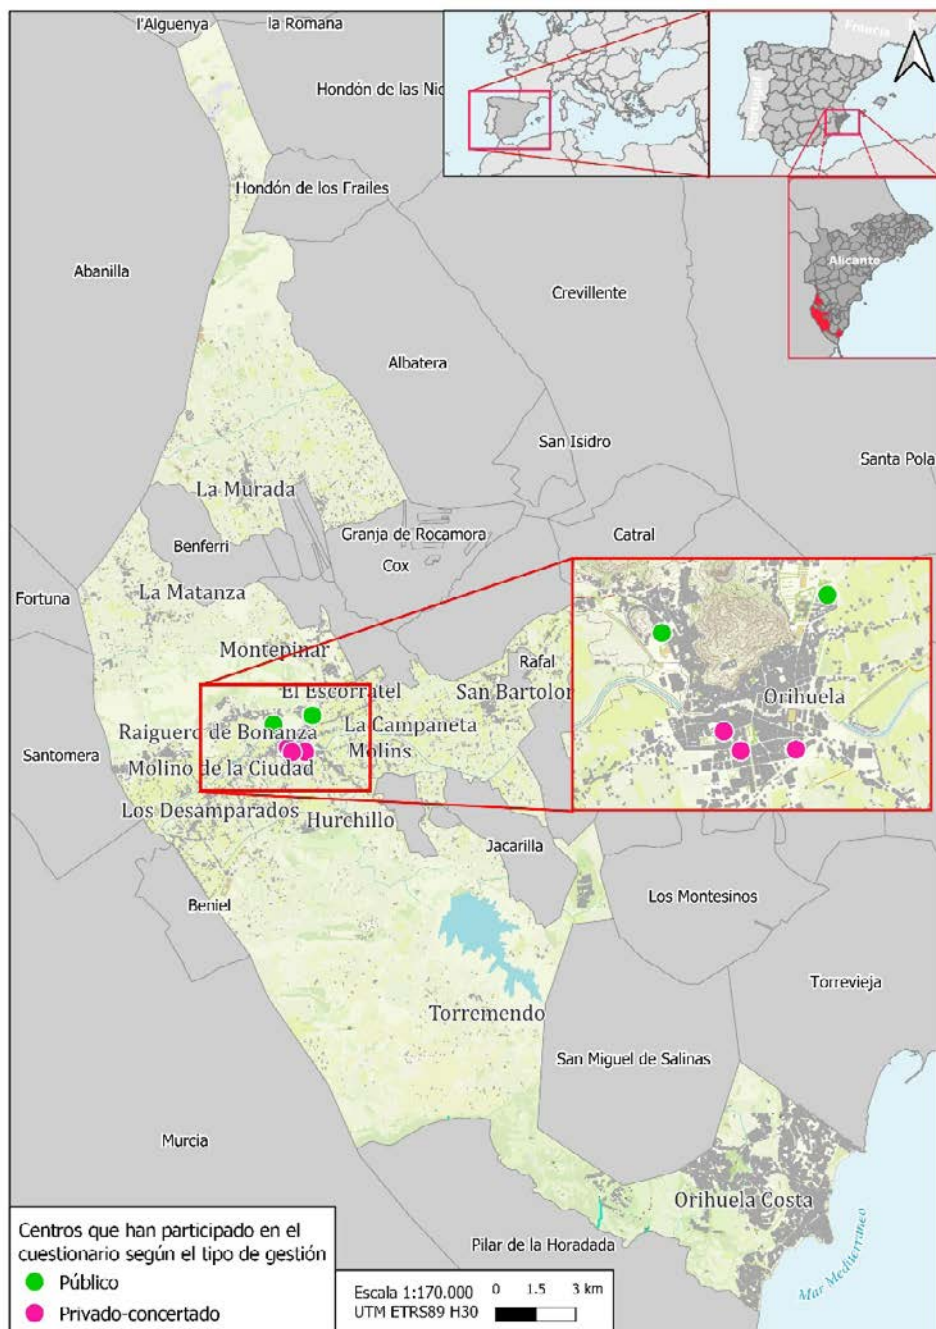 l'Alguenya
la Romana
Hondón de las Nic
Francia
Portugal
Hondón de los Frailes
Abanilla
Crevillente
Alicante
Albatera
San Isidro
Santa Pola
La Murada
Granja de Rocamora
Catral
Benferri
Cox
Fortuna
La Matanza
Montepinar
Rafal
El Escorratel
San Bartolom
Orihuela
Raiguero de Bonanza
La Campaneta
Santomera
Molins
Molino de la Ciudad
Los Desamparados
Hurchillo
Jacarilla
Beniel
Los Montesinos
Torrevieja
Torremendo
San Miguel de Salinas
Murcia
Orihuela Costa
Pilar de la Horadada
Mar Mediterráneo
Centros que han participado en el
cuestionario según el tipo de gestión
Público
Privado-concertado
Escala 1:170.000
UTM ETRS89 H30
0 1.5 3 km